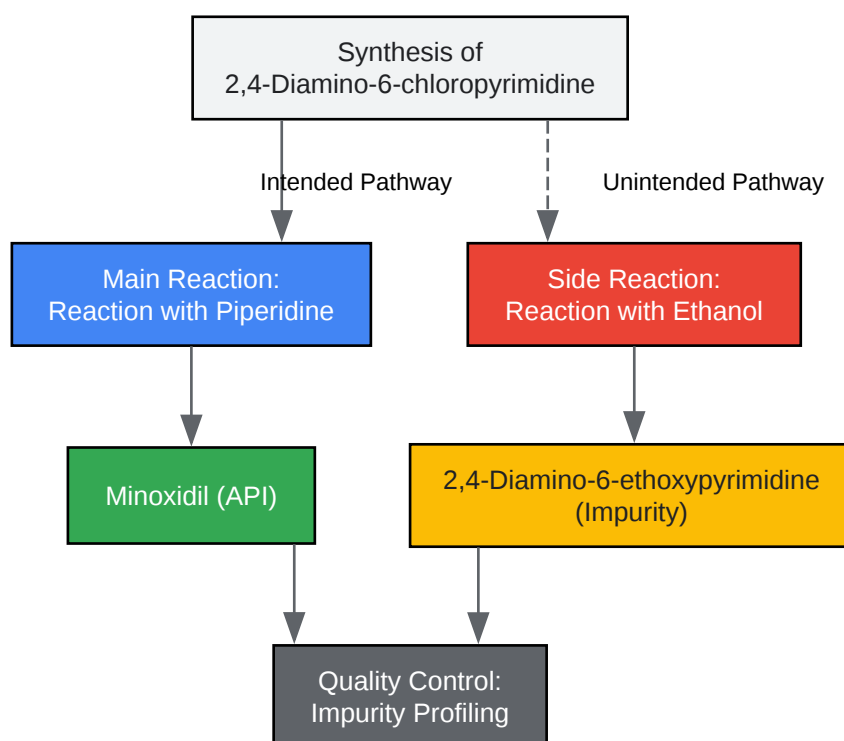 Synthesis of
2,4-Diamino-6-chloropyrimidine
Intended Pathway
Unintended Pathway
Main Reaction:
Reaction with Piperidine
Side Reaction:
Reaction with Ethanol
Minoxidil (API)
2,4-Diamino-6-ethoxypyrimidine
(Impurity)
Quality Control:
Impurity Profiling